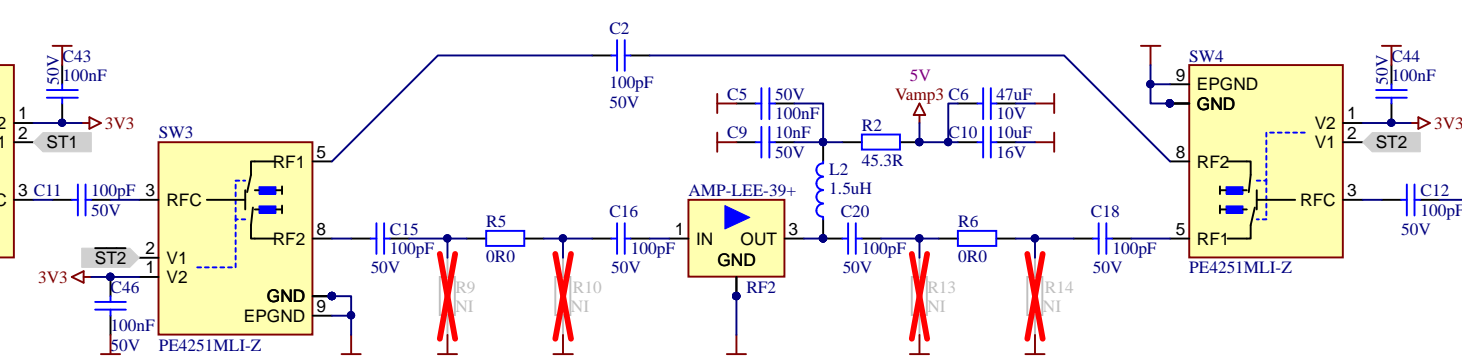 C2
100pF
50V
C43
50V
100nF
1
2
3V3
ST1
2
1
C
3
C11
100pF
50V
SW3
3
RFC
RF1
5
RF2
8
ST2
2
V1
3V3
1
V2
C46
100nF
50V
GND
EPGND
9
PE4251MLI-Z
C15
100pF
50V
R5
0R0
R9
NI
R10
NI
C16
100pF
50V
C5
50V
100nF
C9
10nF
50V
R2
45.3R
5V
Vamp3
C6
47uF
10V
C10
10uF
16V
L2
1.5uH
AMP-LEE-39+
1
IN
OUT
3
GND
RF2
C20
100pF
50V
R6
0R0
R13
NI
R14
NI
C18
100pF
50V
SW4
9
EPGND
GND
8
RF2
5
RF1
V2
1
V1
2
RFC
3
PE4251MLI-Z
C44
50V
100nF
3V3
ST2
C12
100pF
50V